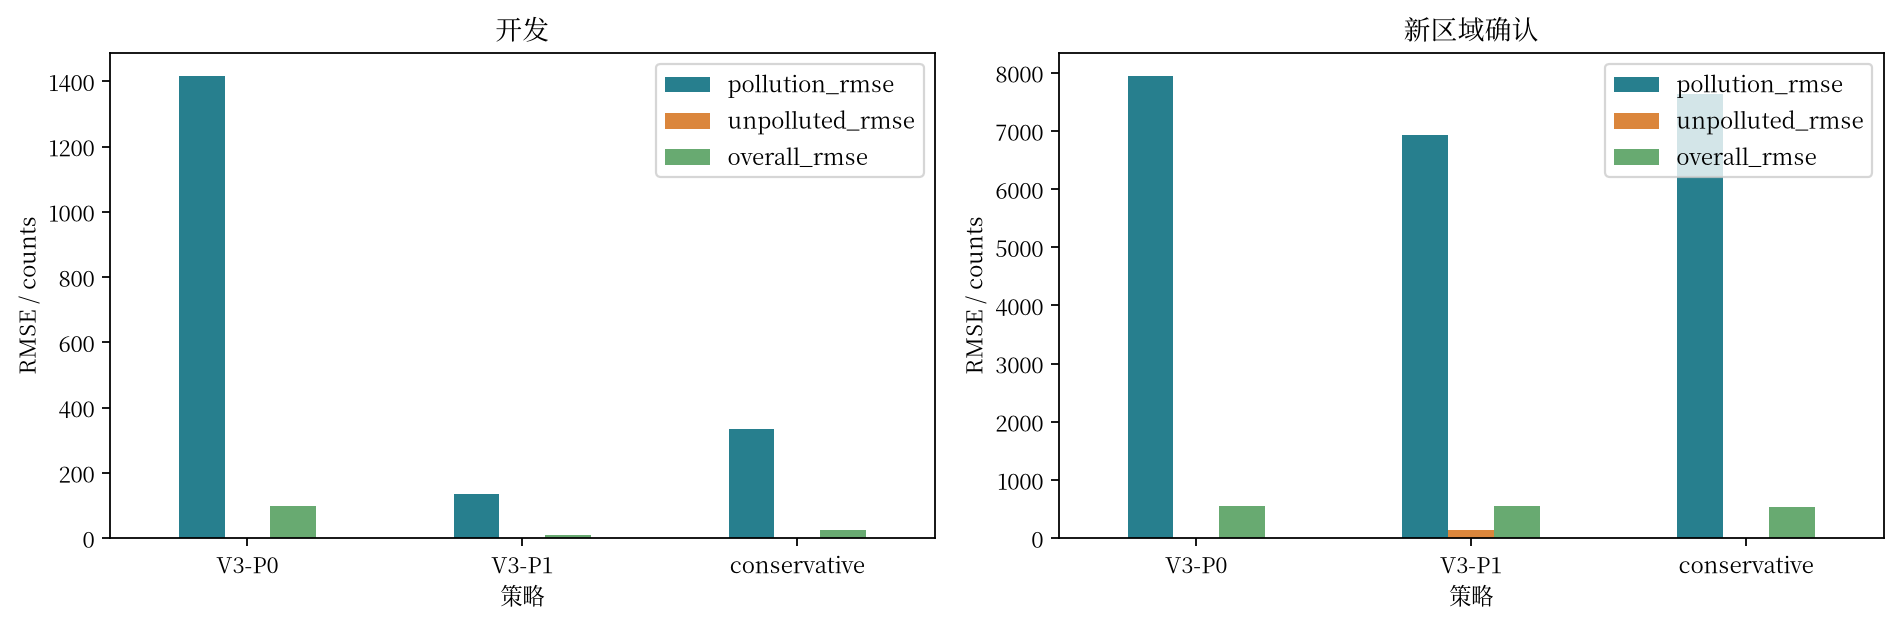 开发
1400
1200
1000
800
600
400
200
0
RMSE / counts
pollution_rmse
unpolluted_rmse
overall_rmse
V3-P0
V3-P1
conservative
策略
新区域确认
8000
7000
6000
5000
4000
3000
2000
1000
0
RMSE / counts
pollution_rmse
unpolluted_rmse
overall_rmse
V3-P0
V3-P1
conservative
策略